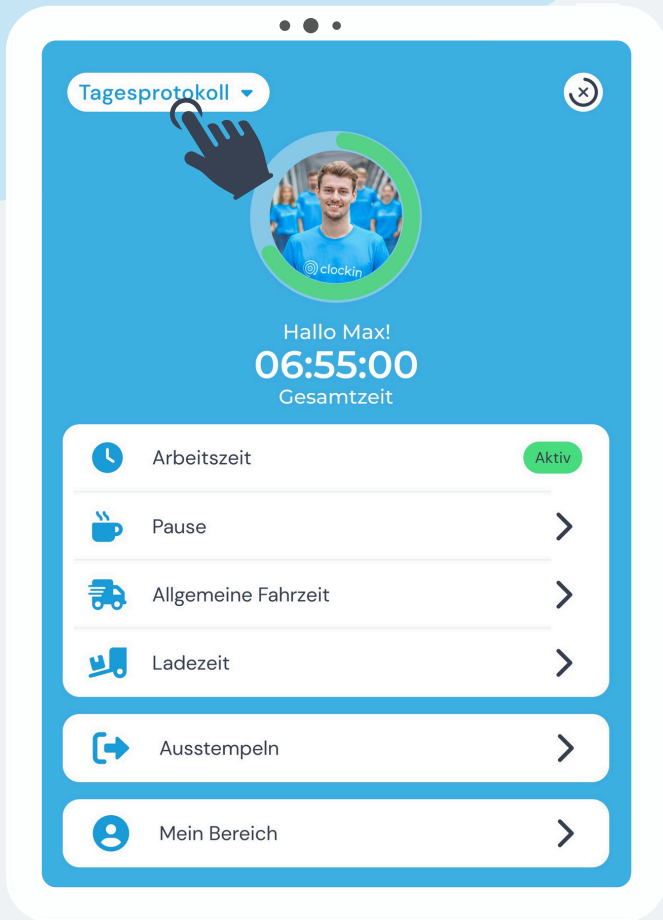 Tagesprotokoll
clockin
Hallo Max!
06:55:00
Gesamtzeit
Arbeitszeit
Aktiv
Pause
Allgemeine Fahrzeit
Ladezeit
Ausstempeln
Mein Bereich